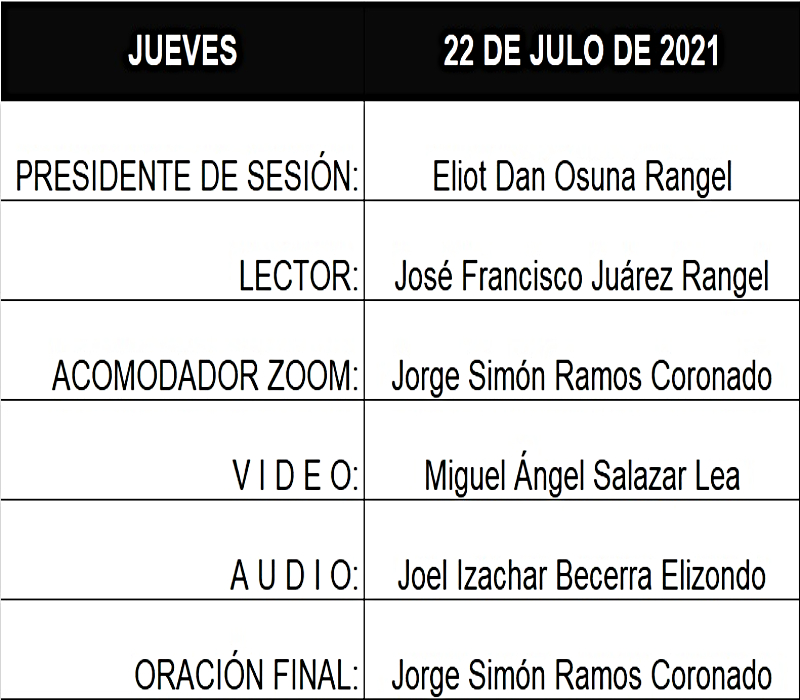 JUEVES 22 DE JULO DE 2021
PRESIDENTE DE SESIÓN: Eliot Dan Osuna Rangel
LECTOR: José Francisco Juárez Rangel
ACOMODADOR ZOOM: Jorge Simón Ramos Coronado
V I D E O: Miguel Ángel Salazar Lea
A U D I O: Joel Izachar Becerra Elizondo
ORACIÓN FINAL: Jorge Simón Ramos Coronado